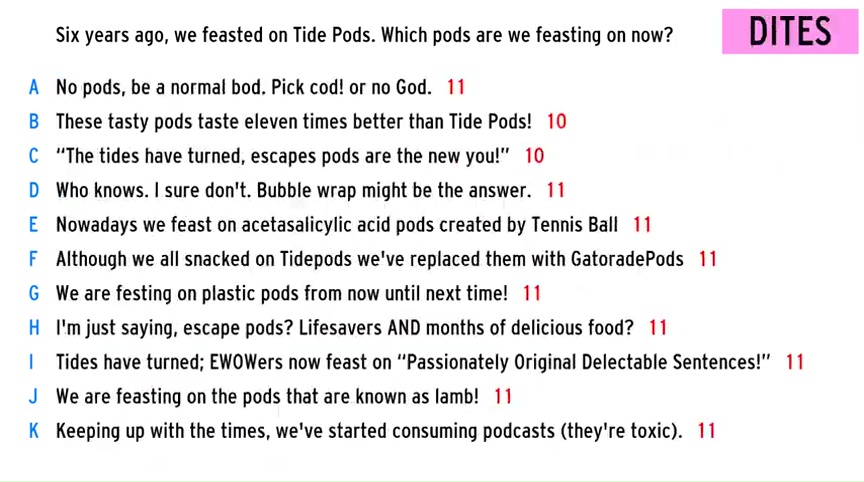 Six years ago, we feasted on Tide Pods. Which pods are we feasting on now?
DITES
A No pods, be a normal bod. Pick cod! or no God. 11
B These tasty pods taste eleven times better than Tide Pods! 10
C “The tides have turned, escapes pods are the new you!” 10
D Who knows. I sure don't. Bubble wrap might be the answer. 11
E Nowadays we feast on acetasalicylic acid pods created by Tennis Ball 11
F Although we all snacked on Tidepods we've replaced them with GatoradePods 11
G We are festing on plastic pods from now until next time! 11
H I'm just saying, escape pods? Lifesavers AND months of delicious food? 11
I Tides have turned; EWOWers now feast on “Passionately Original Delectable Sentences!” 11
J We are feasting on the pods that are known as lamb! 11
K Keeping up with the times, we've started consuming podcasts (they're toxic). 11